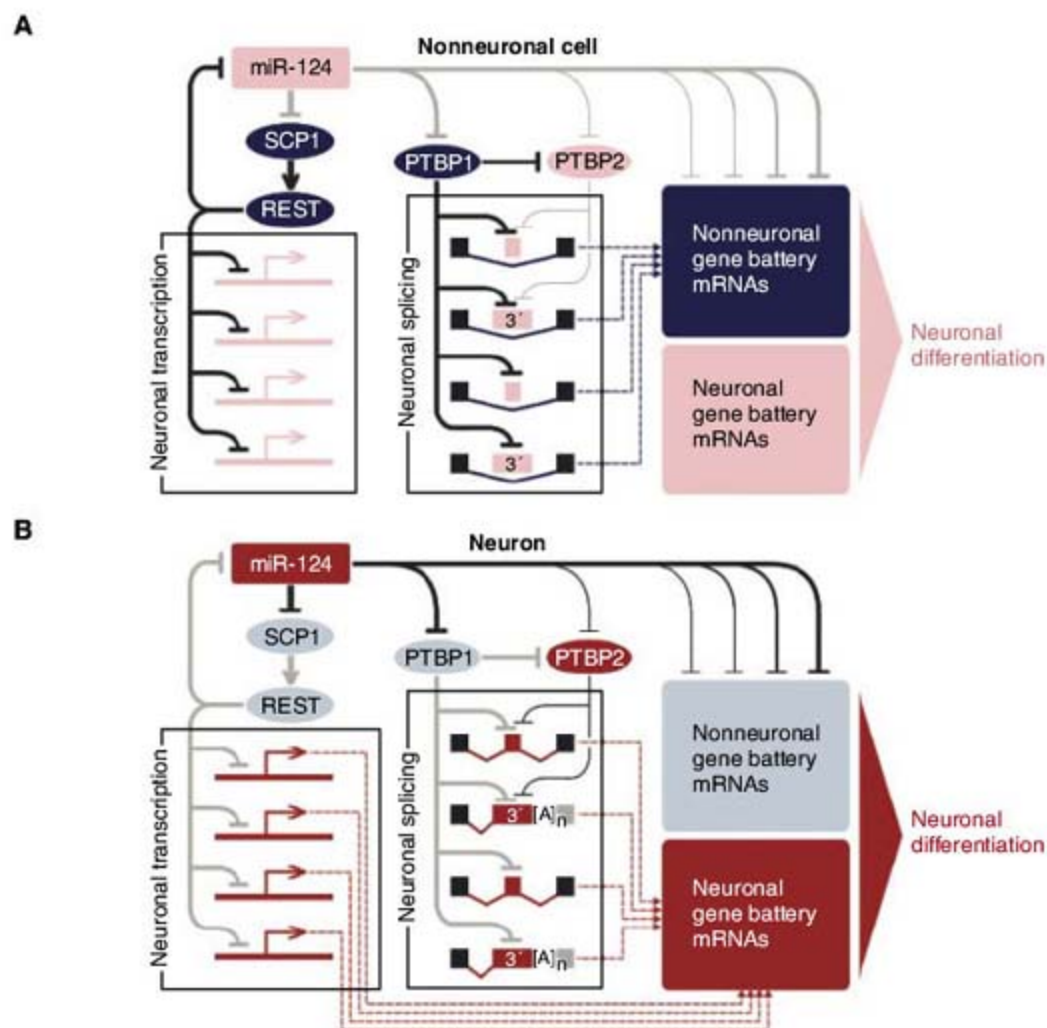 A
Nonneuronal cell
miR-124
SCP1
PTBP1
PTBP2
REST
Neuronal transcription
Neuronal splicing
3´
3´
Nonneuronal
gene battery
mRNAs
Neuronal
gene battery
mRNAs
Neuronal
differentiation
B
Neuron
miR-124
SCP1
PTBP1
PTBP2
REST
Neuronal transcription
Neuronal splicing
3´ [A]n
3´ [A]n
Nonneuronal
gene battery
mRNAs
Neuronal
gene battery
mRNAs
Neuronal
differentiation